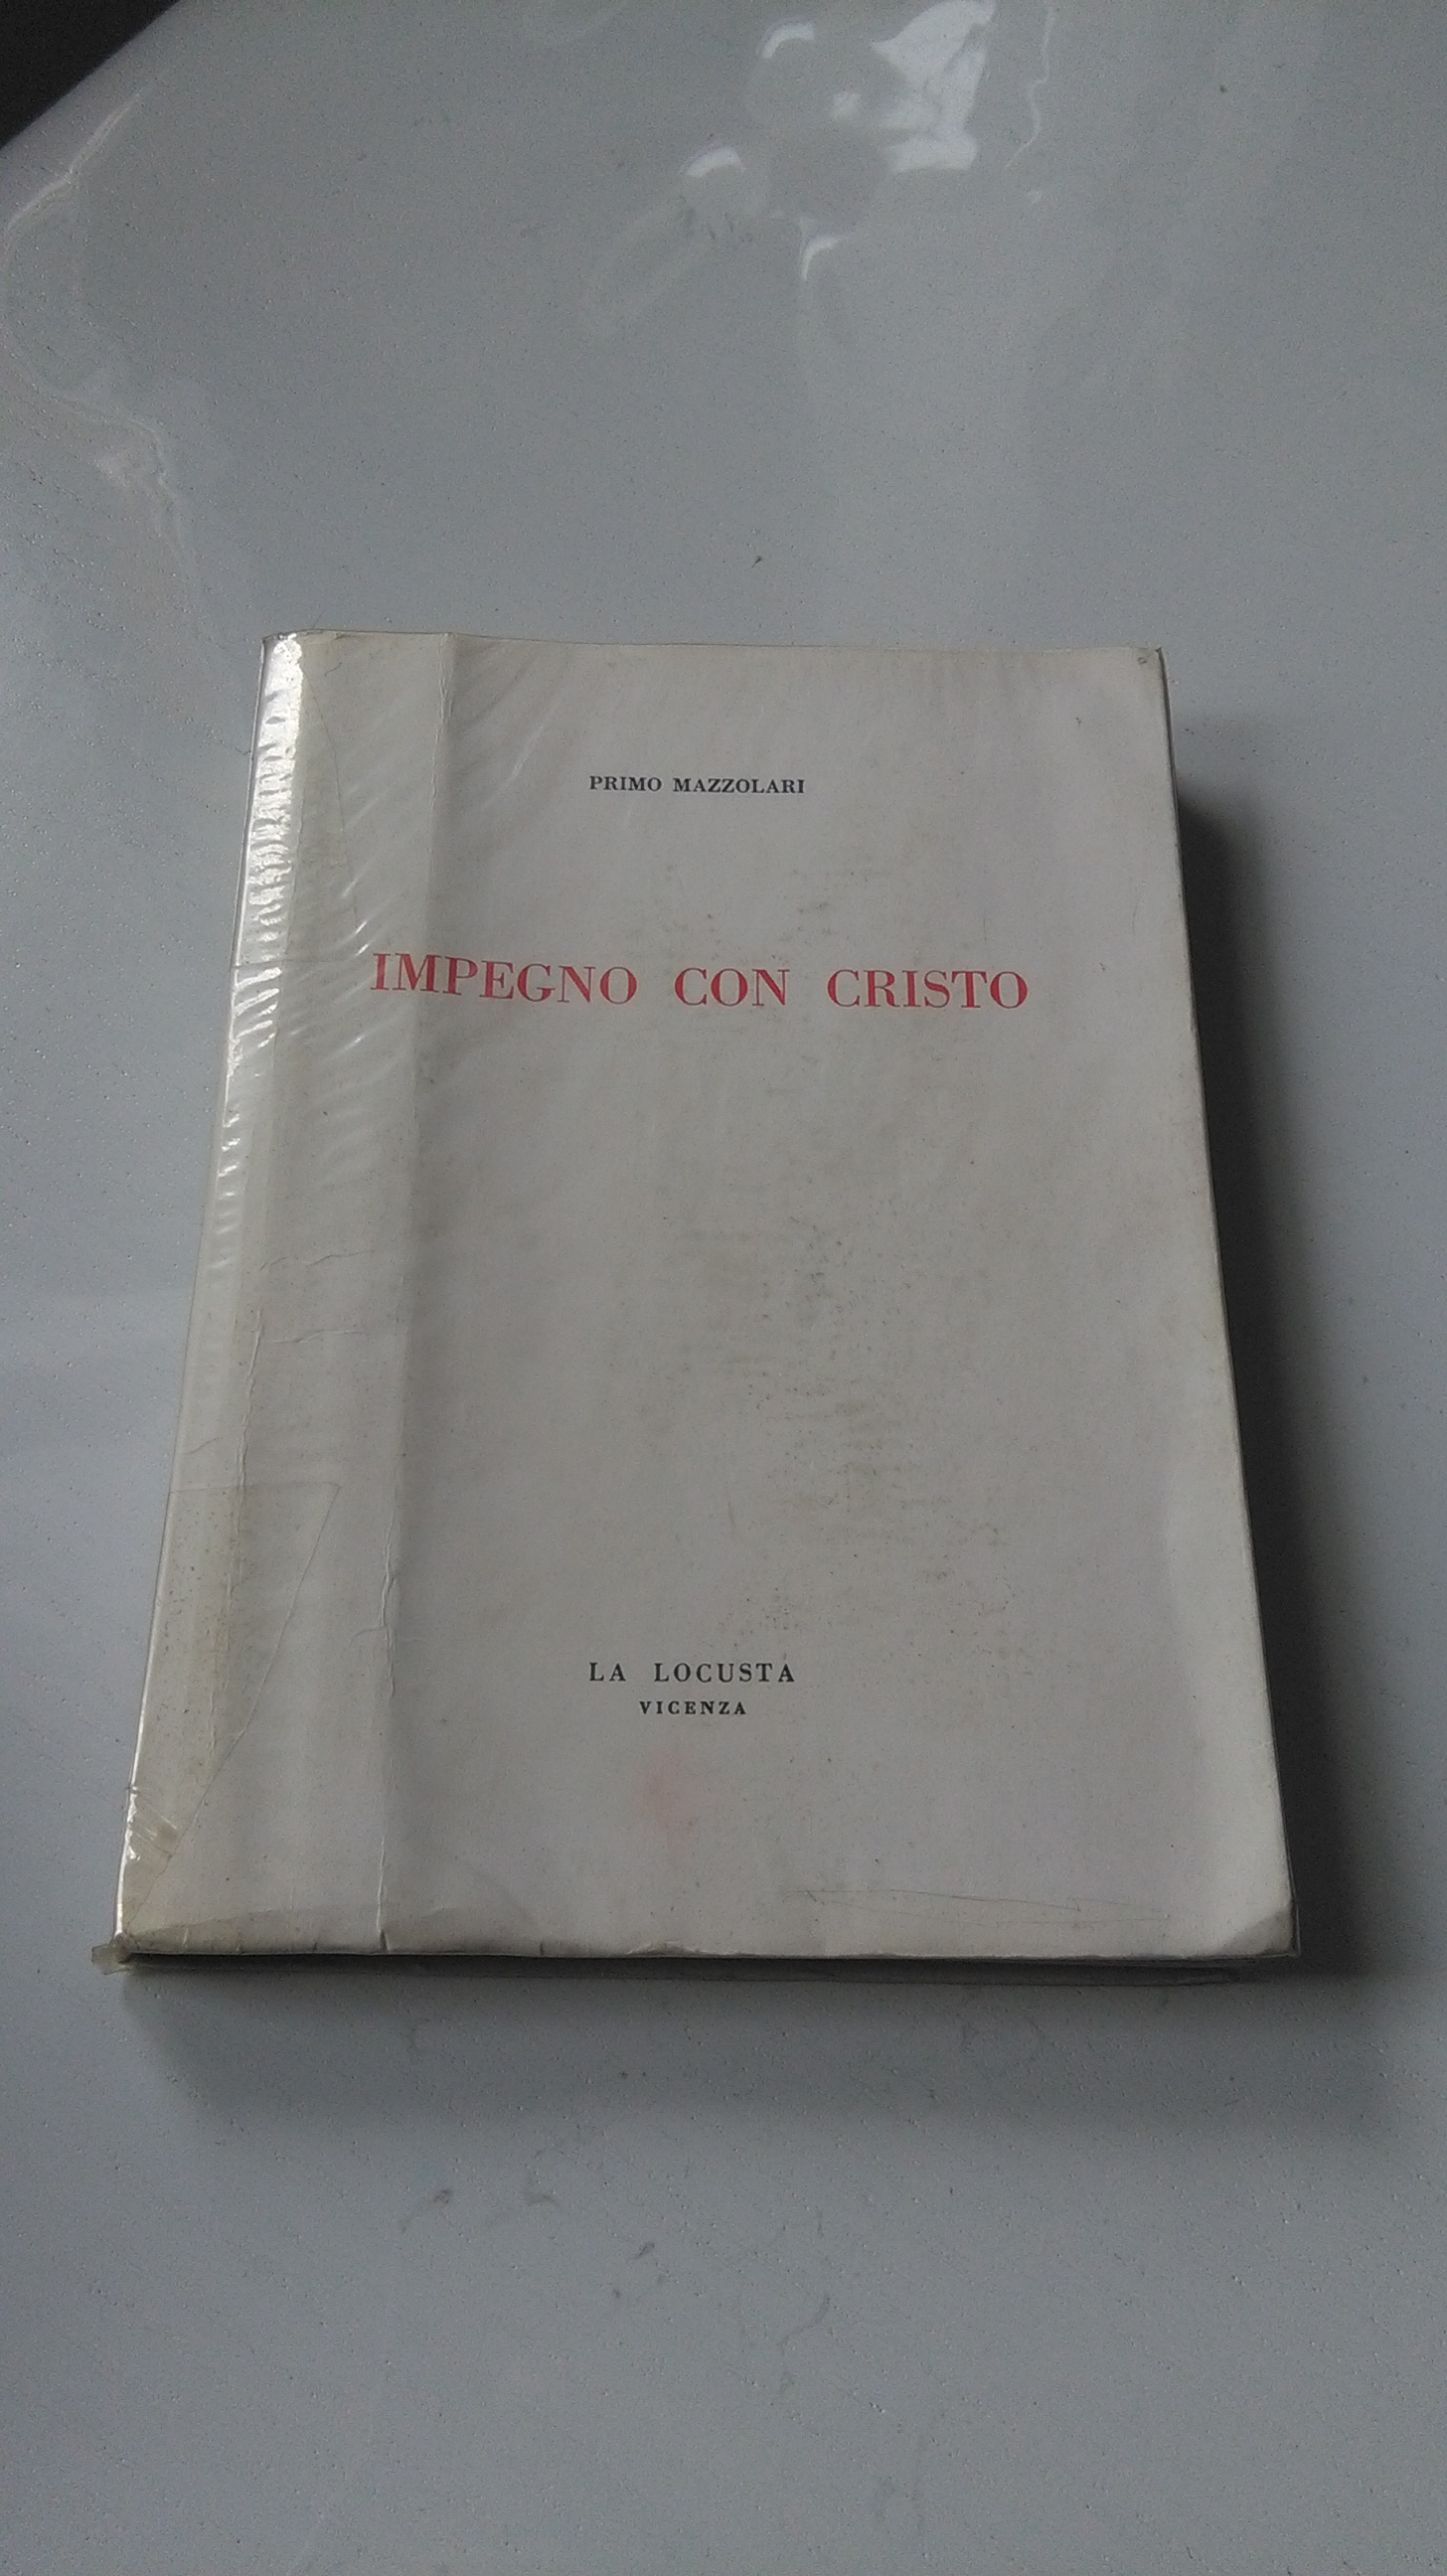 PRIMO MAZZOLARI
IMPEGNO CON CRISTO
LA LOCUSTA
VICENZA